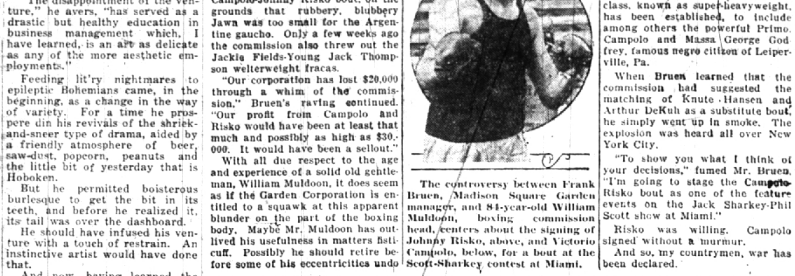 The disappointment of the ven-
ture," he avers, "has served as a
drastic but healthy education in
business management which, I
have learned, is an art as delicate
as any of the more aesthetic em-
ployments."
Feeding lit'ry nightmares to
epileptic Bohemians came, in the
beginning, as a change in the way
of variety. For a time he pros-
pere din his revivals of the shriek-
and-sneer type of drama, aided by
a friendly atmosphere of beer,
saw-dust, popcorn, peanuts and
the little bit of yesterday that is
Hoboken.
But he permitted boisterous
burlesque to get the bit in its
teeth, and before he realized it,
its tail was over the dashboard.
He should have infused his ven-
ture with a touch of restraint. An
instinctive artist would have done
that.
And now having learned the
Campolo-Johnny Risko bout, on the
grounds that rubbery blubbery
Jawn was too small for the Argen-
tine gaucho. Only a few weeks ago
the commission also threw out the
Jackie Fields-Young Jack Thomp-
son welterweight fracas.
"Our corporation has lost $20,000
through a whim of the commis-
sion," Bruen's raving continued.
"Our profit from Campolo and
Risko would have been at least that
much and possibly as high as $30,-
000. It would have been a sellout."
With all due respect to the age
and experience of a solid old gentle-
man, William Muldoon, it does seem
as if the Garden Corporation is en-
titled to a squawk at this apparent
blunder on the part of the boxing
body. Maybe Mr. Muldoon has out-
lived his usefulness in matters fisti-
cuff. Possibly he should retire be-
fore some of his eccentricities undo
The controversy between Frank
Bruen, Madison Square Garden
manager, and 84-year-old William
Muldoon, boxing commission
head, centers about the signing of
Johnny Risko, above, and Victorio
Campolo, below, for a bout at the
Scott-Sharkey contest at Miami.
class, known as super-heavyweight,
has been established, to include
among others the powerful Primo.
Campolo and Massa George God
frey, famous negro citizen of Leiper-
ville, Pa.
When Bruen learned that the
commission had suggested the
matching of Knute Hansen and
Arthur DeKuh as a substitute bout,
he simply went up in smoke. The
explosion was heard all over New
York City.
"To show you what I think of
your decisions," fumed Mr. Bruen,
"I'm going to stage the Campolo-
Risko bout as one of the feature
events on the Jack Sharkey-Phil
Scott show at Miami."
Risko was willing. Campolo
signed without a murmur.
And so, my countrymen, war has
been declared.